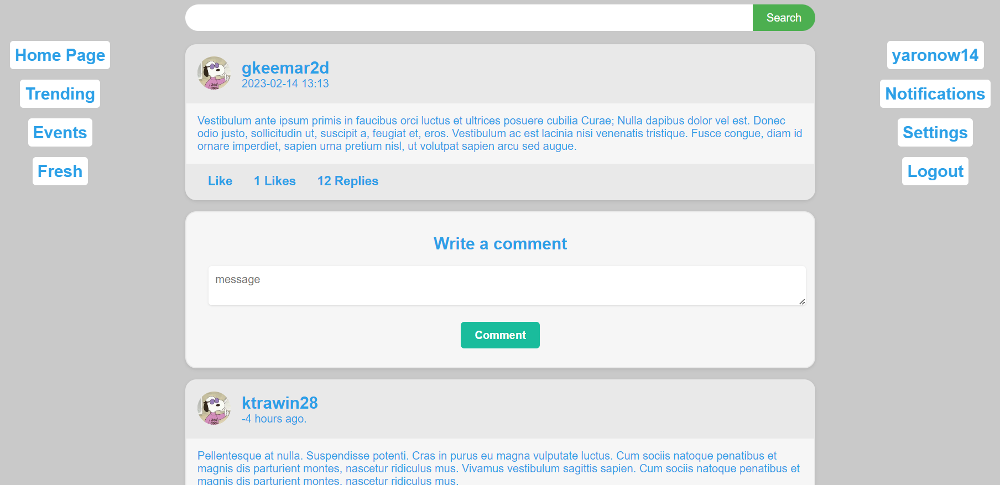 Search
Home Page
Trending
Events
Fresh
yaronow14
Notifications
Settings
Logout
gkeemar2d
2023-02-14 13:13
Vestibulum ante ipsum primis in faucibus orci luctus et ultrices posuere cubilia Curae; Nulla dapibus dolor vel est. Donec
odio justo, sollicitudin ut, suscipit a, feugiat et, eros. Vestibulum ac est lacinia nisi venenatis tristique. Fusce congue, diam id
ornare imperdiet, sapien urna pretium nisl, ut volutpat sapien arcu sed augue.
Like 1 Likes 12 Replies
Write a comment
message
Comment
ktrawin28
-4 hours ago.
Pellentesque at nulla. Suspendisse potenti. Cras in purus eu magna vulputate luctus. Cum sociis natoque penatibus et
magnis dis parturient montes, nascetur ridiculus mus. Vivamus vestibulum sagittis sapien. Cum sociis natoque penatibus et
magnis dis parturient montes, nascetur ridiculus mus.
JOE
COOL
JOE
COOL